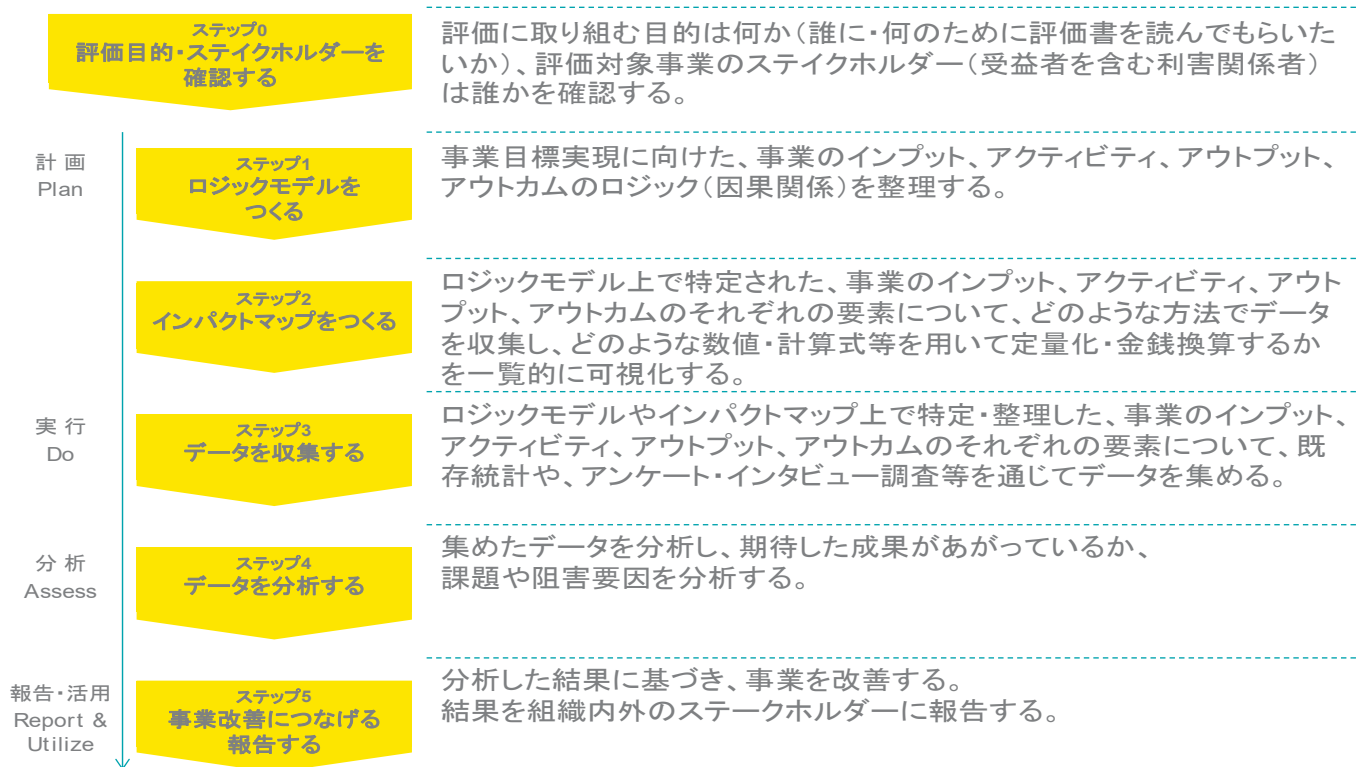 ステップ0
評価目的・ステイクホルダーを
確認する
評価に取り組む目的は何か(誰に・何のために評価書を読んでもらいた
いか)、評価対象事業のステイクホルダー(受益者を含む利害関係者)
は誰かを確認する。
計 画
Plan
ステップ1
ロジックモデルを
つくる
事業目標実現に向けた、事業のインプット、アクティビティ、アウトプット、
アウトカムのロジック(因果関係)を整理する。
ステップ2
インパクトマップをつくる
ロジックモデル上で特定された、事業のインプット、アクティビティ、アウト
プット、アウトカムのそれぞれの要素について、どのような方法でデータ
を収集し、どのような数値・計算式等を用いて定量化・金銭換算するか
を一覧的に可視化する。
実 行
Do
ステップ3
データを収集する
ロジックモデルやインパクトマップ上で特定・整理した、事業のインプット、
アクティビティ、アウトプット、アウトカムのそれぞれの要素について、既
存統計や、アンケート・インタビュー調査等を通じてデータを集める。
分 析
Assess
ステップ4
データを分析する
集めたデータを分析し、期待した成果があがっているか、
課題や阻害要因を分析する。
報告・活用
Report &
Utilize
ステップ5
事業改善につなげる
報告する
分析した結果に基づき、事業を改善する。
結果を組織内外のステークホルダーに報告する。